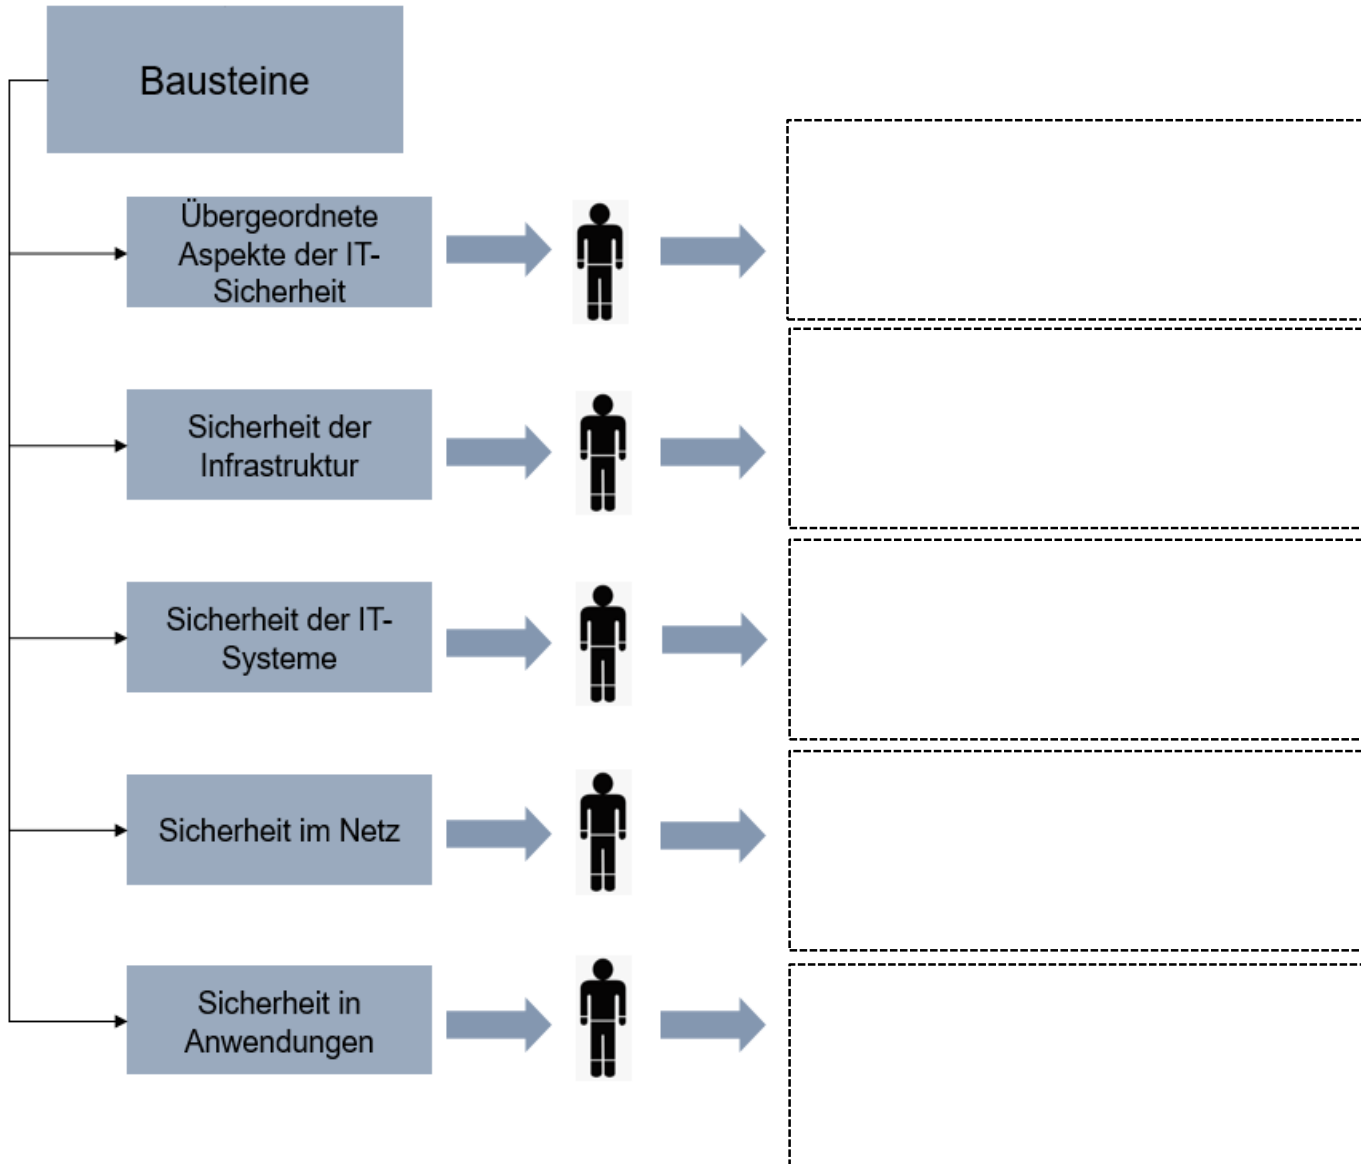 Bausteine
Übergeordnete
Aspekte der IT-
Sicherheit
Sicherheit der
Infrastruktur
Sicherheit der IT-
Systeme
Sicherheit im Netz
Sicherheit in
Anwendungen